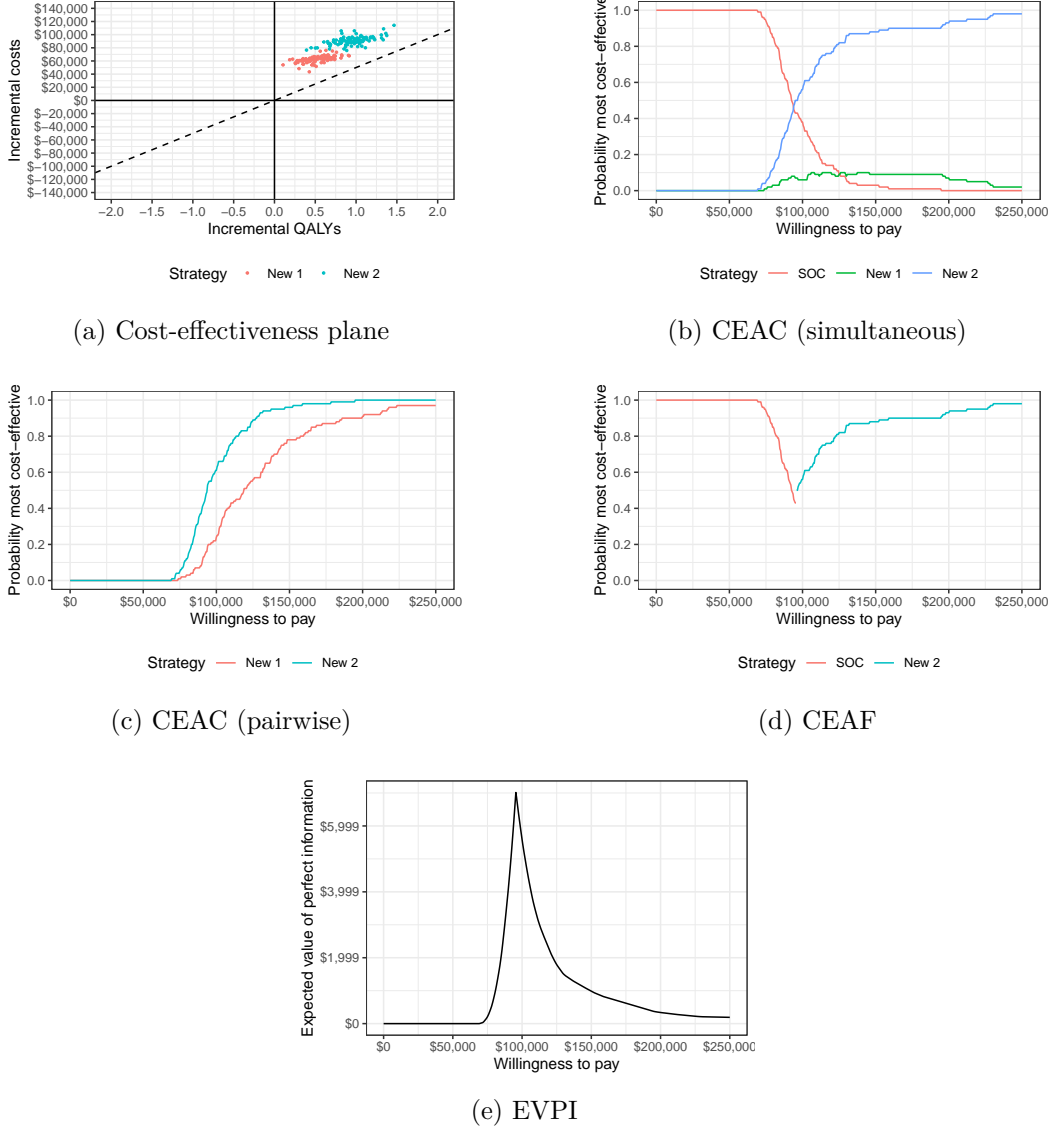 Incremental costs
$140,000
$120,000
$100,000
$80,000
$60,000
$40,000
$20,000
$0
$−20,000
$−40,000
$−60,000
$−80,000
$−100,000
$−120,000
$−140,000
−2.0 −1.5 −1.0 −0.5 0.0 0.5 1.0 1.5 2.0
Incremental QALYs
Strategy New 1 New 2
(a) Cost-effectiveness plane
Probability most cost−effective
1.0
0.8
0.6
0.4
0.2
0.0
$0 $50,000 $100,000 $150,000 $200,000 $250,000
Willingness to pay
Strategy SOC New 1 New 2
(b) CEAC (simultaneous)
Probability most cost−effective
1.0
0.8
0.6
0.4
0.2
0.0
$0 $50,000 $100,000 $150,000 $200,000 $250,000
Willingness to pay
Strategy New 1 New 2
(c) CEAC (pairwise)
Probability most cost−effective
1.0
0.8
0.6
0.4
0.2
0.0
$0 $50,000 $100,000 $150,000 $200,000 $250,000
Willingness to pay
Strategy SOC New 2
(d) CEAF
Expected value of perfect information
$5,999
$3,999
$1,999
$0
$0 $50,000 $100,000 $150,000 $200,000 $250,000
Willingness to pay
(e) EVPI